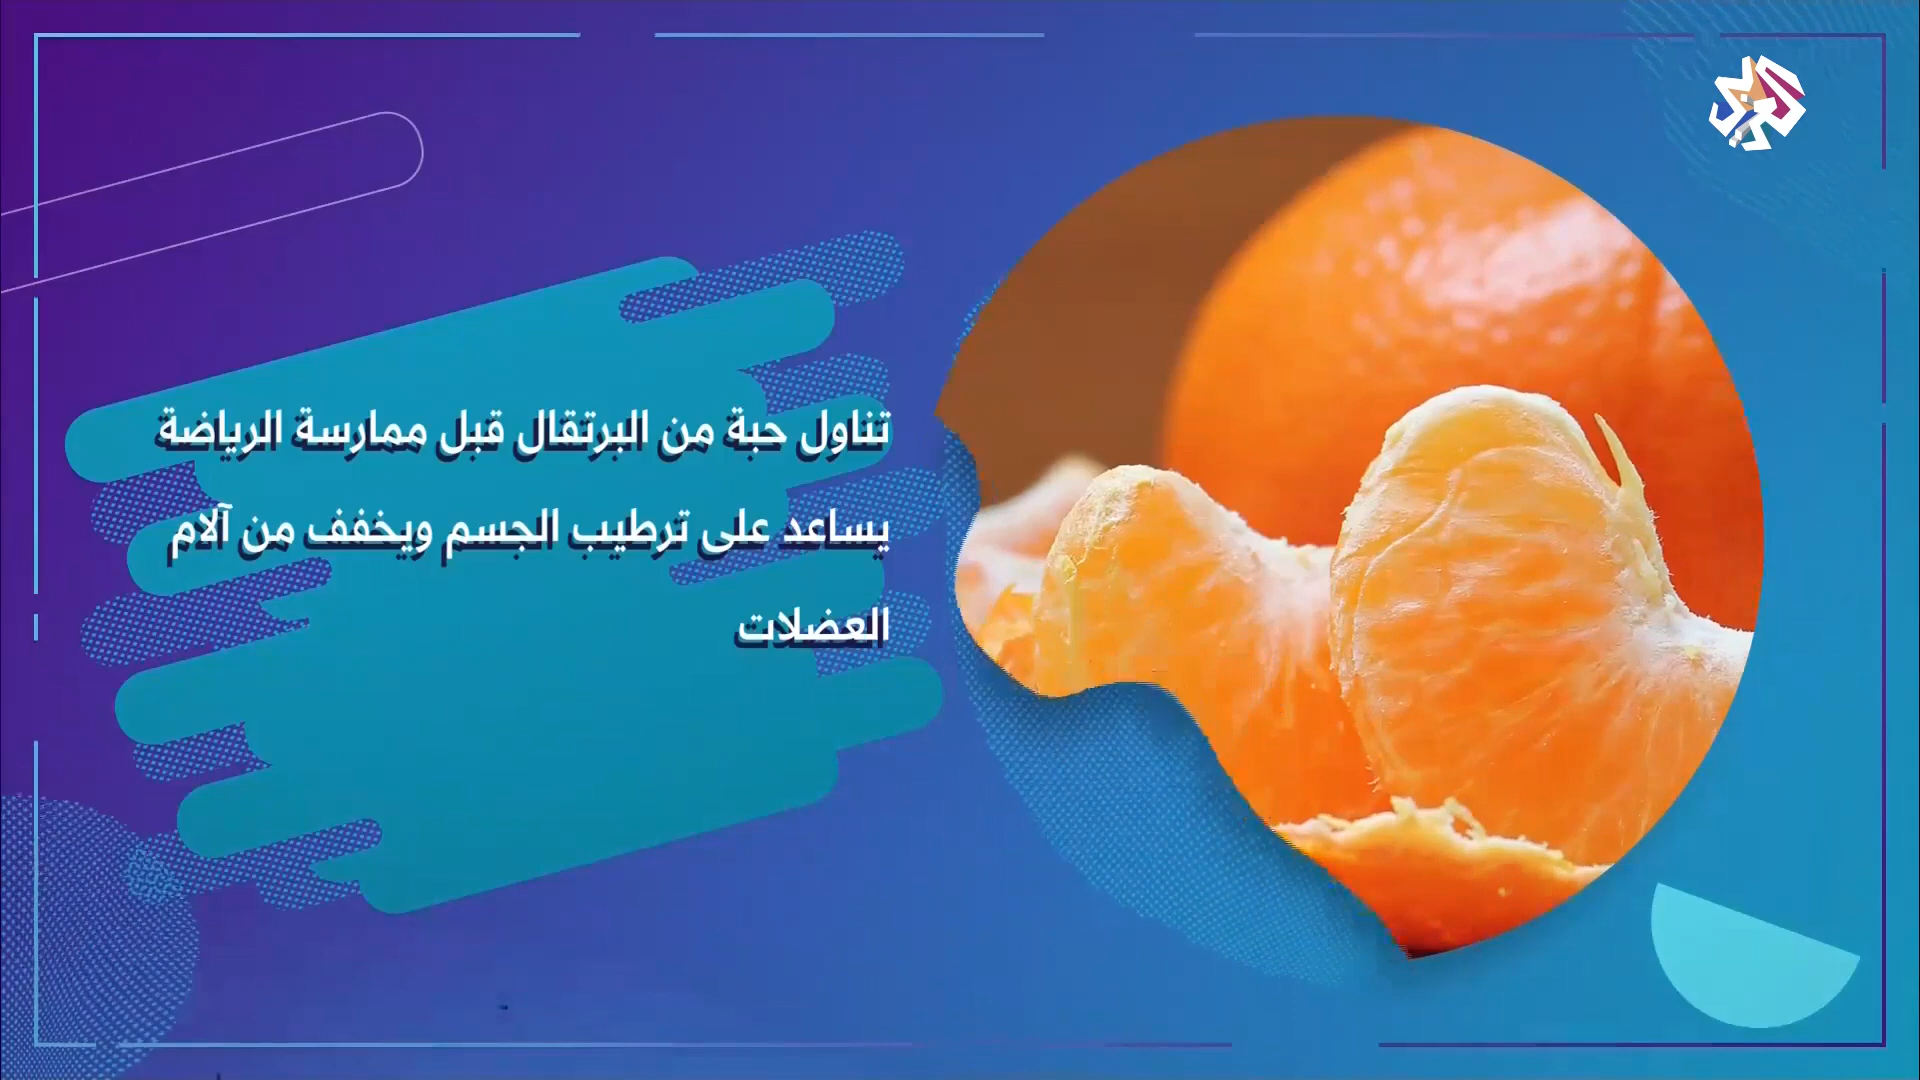 تناول حبة من البرتقال قبل ممارسة الرياضة
يساعد على ترطيب الجسم ويخفف من آلام
العضلات